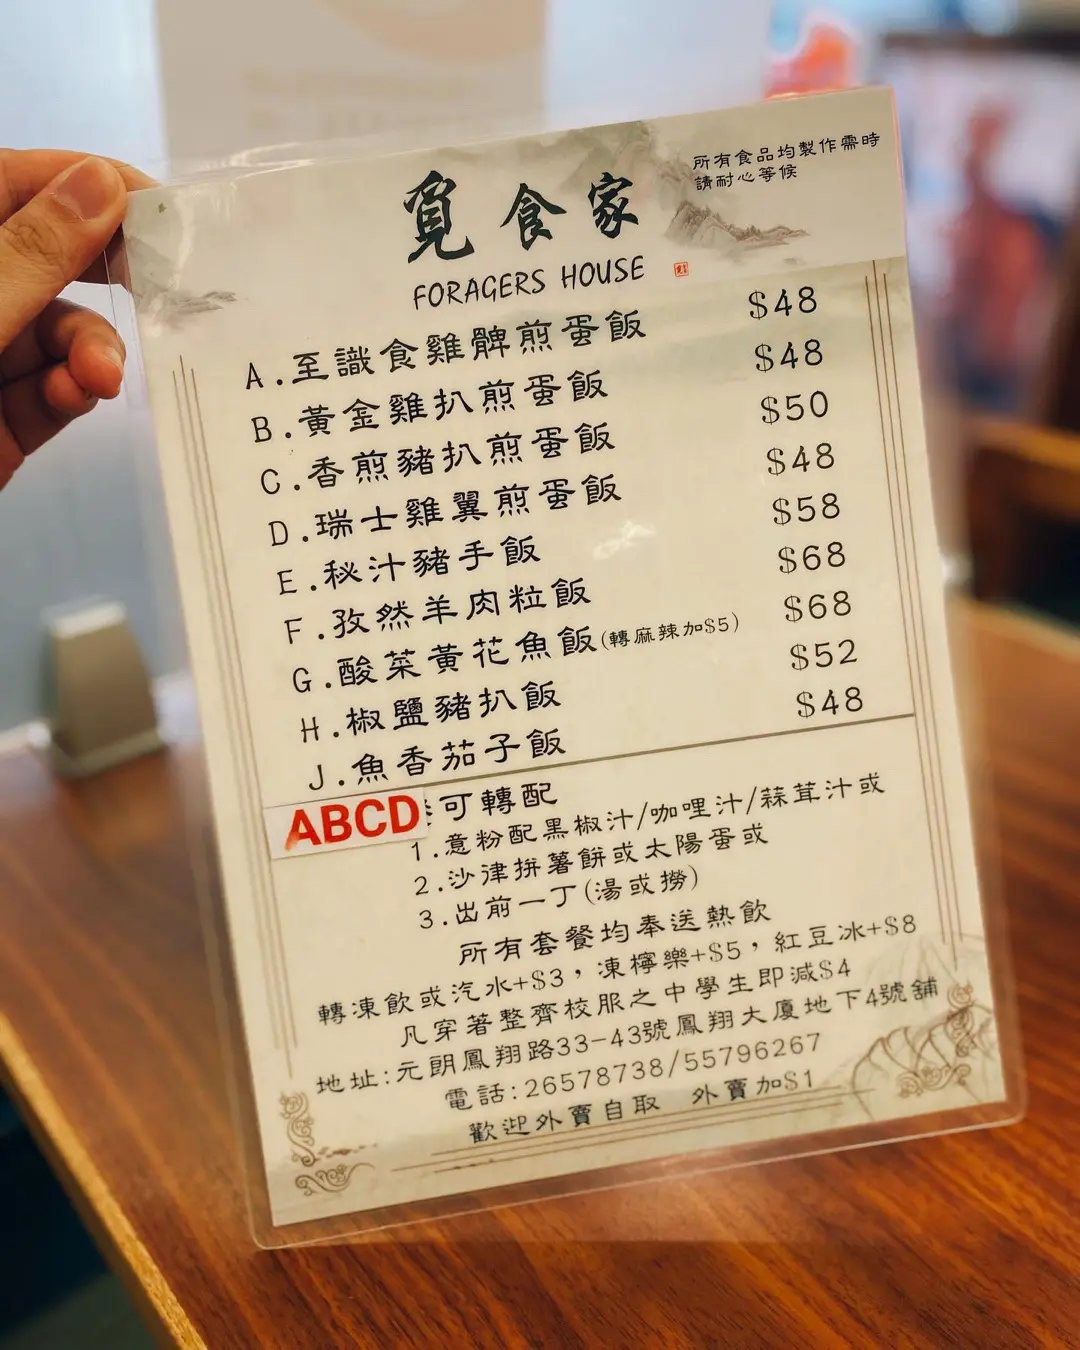 所有食品均製作需時
請耐心等候
覓食家
FORAGERS HOUSE
A.至識食雞髀煎蛋飯 $48
B.黃金雞扒煎蛋飯 $48
C.香煎豬扒煎蛋飯 $50
D.瑞士雞翼煎蛋飯 $48
E.秘汁豬手飯 $58
F.孜然羊肉粒飯 $68
G.酸菜黃花魚飯(轉麻辣加$5) $68
H.椒鹽豬扒飯 $52
J.魚香茄子飯 $48
ABCD 可轉配
1.意粉配黑椒汁/咖哩汁/蒜茸汁或
2.沙律拼薯餅或太陽蛋或
3.出前一丁(湯或撈)
所有套餐均奉送熱飲
轉凍飲或汽水+$3，凍檸樂+$5，紅豆冰+$8
凡穿著整齊校服之中學生即減$4
地址:元朗鳳翔路33-43號鳳翔大廈地下4號舖
電話:26578738/55796267
歡迎外賣自取 外賣加$1